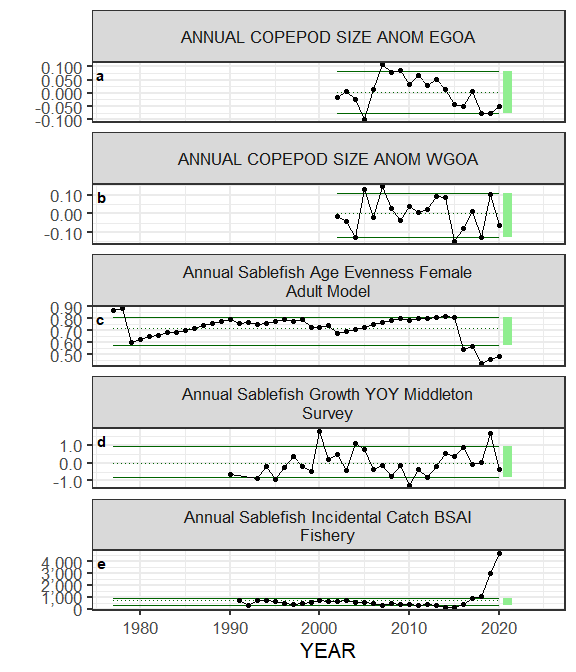 ANNUAL COPEPOD SIZE ANOM EGOA
a
0.100
0.050
0.000
-0.050
-0.100
ANNUAL COPEPOD SIZE ANOM WGOA
b
0.10
0.00
-0.10
Annual Sablefish Age Evenness Female
Adult Model
c
0.90
0.80
0.70
0.60
0.50
Annual Sablefish Growth YOY Middleton
Survey
d
1.0
0.0
-1.0
Annual Sablefish Incidental Catch BSAI
Fishery
e
4,000
3,000
2,000
1,000
0
1980 1990 2000 2010 2020
YEAR